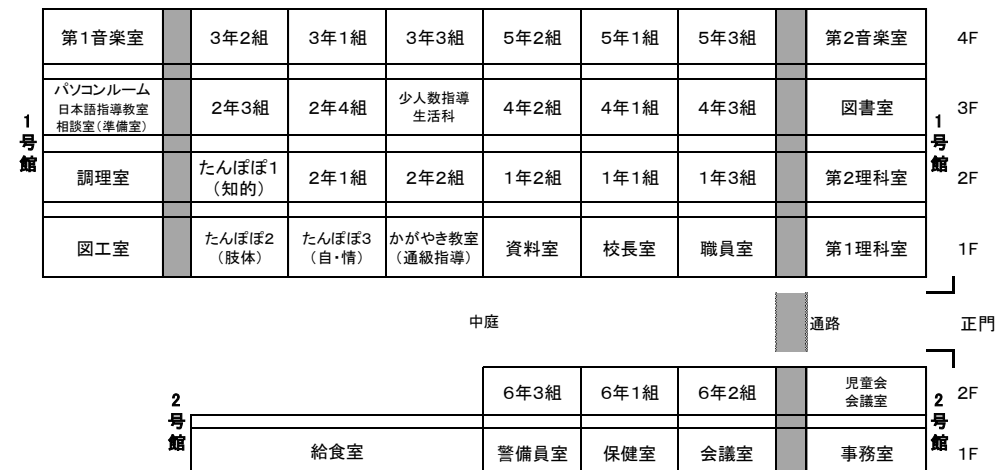 第1音楽室 3年2組 3年1組 3年3組 5年2組 5年1組 5年3組 第2音楽室 4F
パソコンルーム
日本語指導教室
相談室(準備室)
2年3組 2年4組
少人数指導
生活科
4年2組 4年1組 4年3組 図書室 3F
1号館
1号館
調理室
たんぽぽ1
(知的)
2年1組 2年2組 1年2組 1年1組 1年3組 第2理科室 2F
図工室
たんぽぽ2
(肢体)
たんぽぽ3
(自・情)
かがやき教室
(通級指導)
資料室 校長室 職員室 第1理科室 1F
中庭 通路 正門
6年3組 6年1組 6年2組
児童会
会議室
2F
2号館
2号館
給食室 警備員室 保健室 会議室 事務室 1F